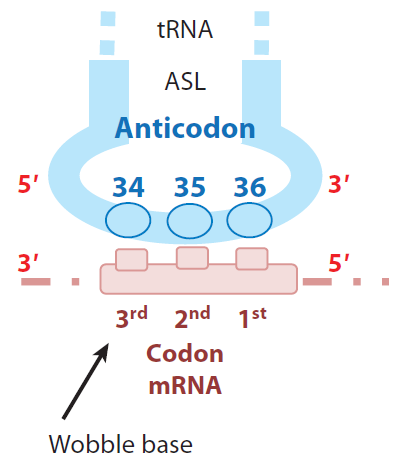 tRNA
ASL
Anticodon
5′ 34 35 36 3′
3′ 5′
3rd 2nd 1st
Codon
mRNA
Wobble base